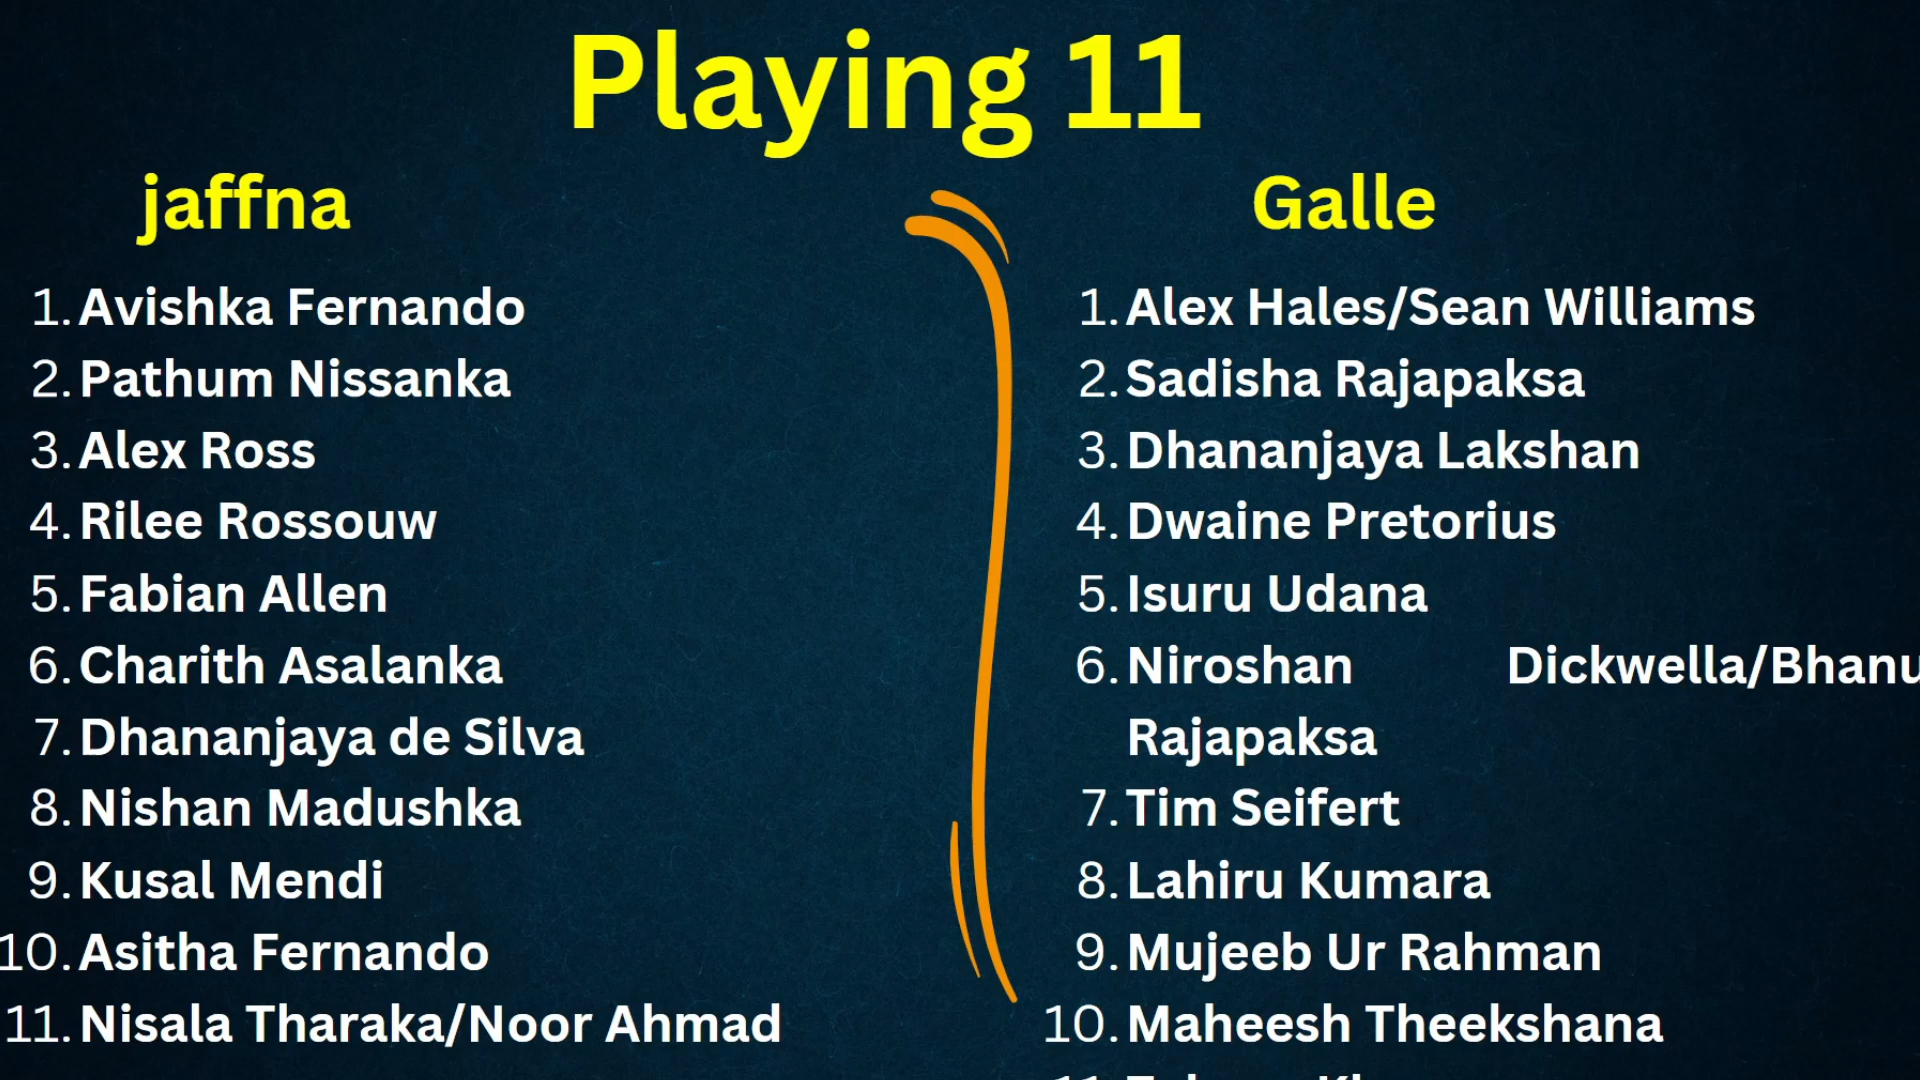 Playing 11
jaffna
1. Avishka Fernando
2. Pathum Nissanka
3. Alex Ross
4. Rilee Rossouw
5. Fabian Allen
6. Charith Asalanka
7. Dhananjaya de Silva
8. Nishan Madushka
9. Kusal Mendi
10. Asitha Fernando
11. Nisala Tharaka/Noor Ahmad
Galle
1. Alex Hales/Sean Williams
2. Sadisha Rajapaksa
3. Dhananjaya Lakshan
4. Dwaine Pretorius
5. Isuru Udana
6. Niroshan Dickwella/Bhanu
Rajapaksa
7. Tim Seifert
8. Lahiru Kumara
9. Mujeeb Ur Rahman
10. Maheesh Theekshana